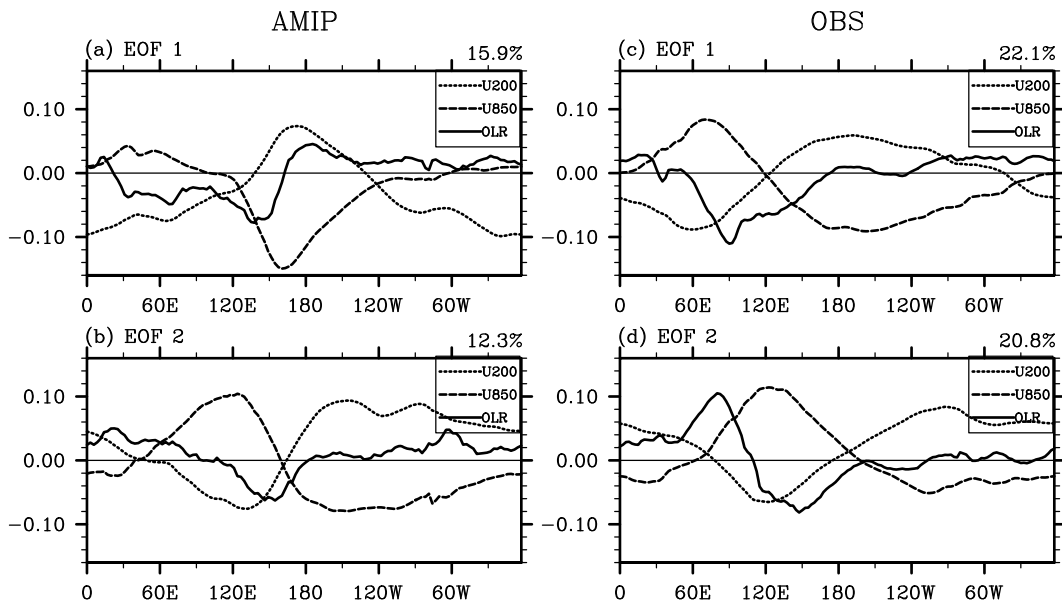 AMIP
OBS
(a) EOF 1
15.9%
0.10
0.00
−0.10
U200
U850
OLR
0 60E 120E 180 120W 60W
(c) EOF 1
22.1%
0.10
0.00
−0.10
U200
U850
OLR
0 60E 120E 180 120W 60W
(b) EOF 2
12.3%
0.10
0.00
−0.10
U200
U850
OLR
0 60E 120E 180 120W 60W
(d) EOF 2
20.8%
0.10
0.00
−0.10
U200
U850
OLR
0 60E 120E 180 120W 60W